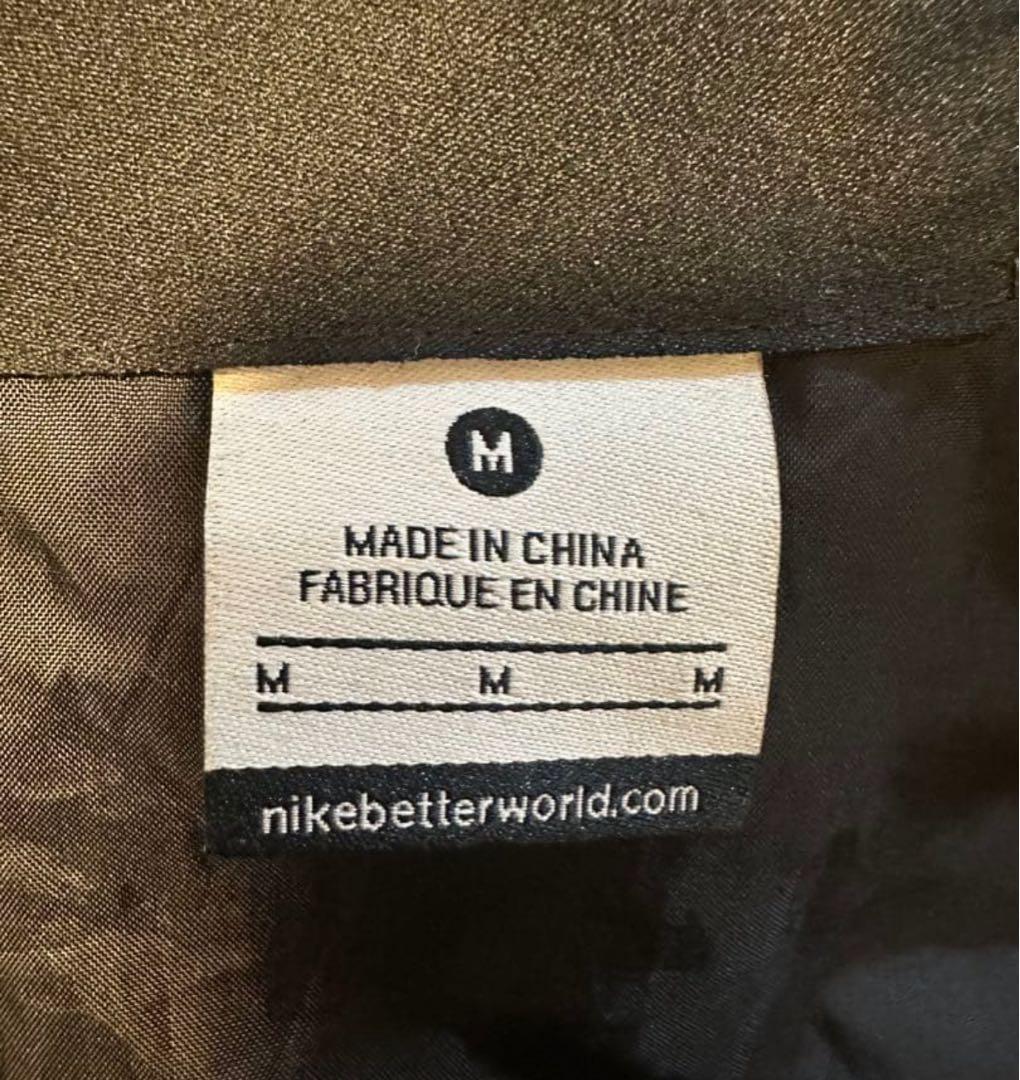 M
MADE IN CHINA
FABRIQUE EN CHINE
M M M
nikebetterworld.com